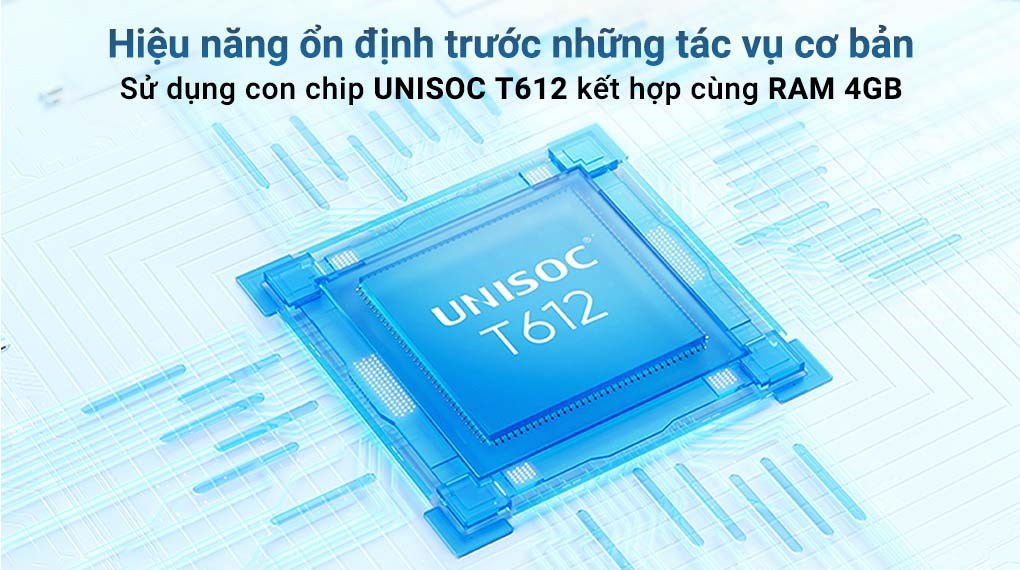 Hiệu năng ổn định trước những tác vụ cơ bản
Sử dụng con chip UNISOC T612 kết hợp cùng RAM 4GB
UNISOC
T612